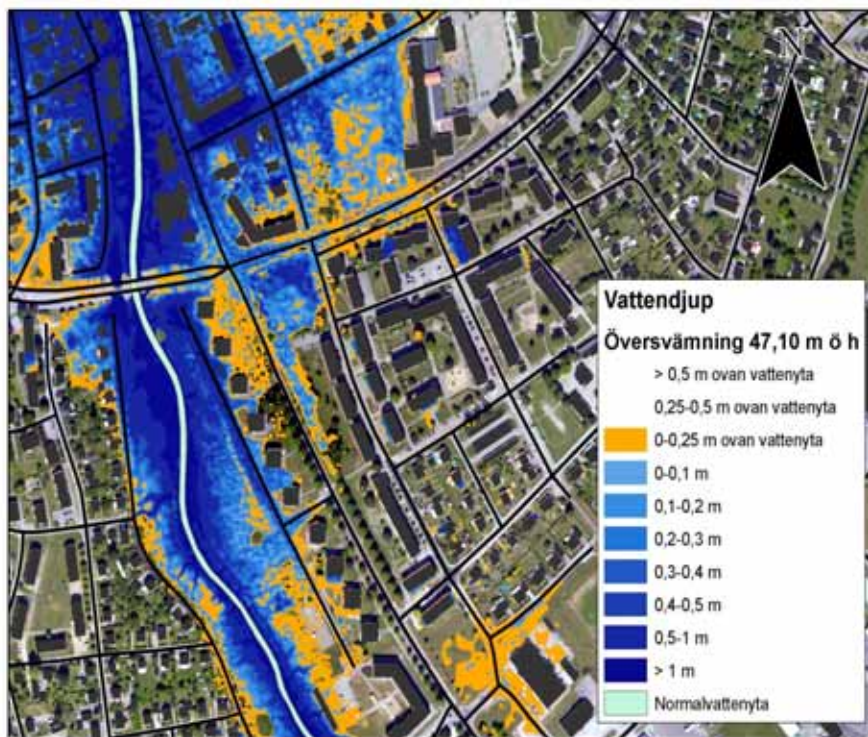 N
Vattendjup
Översvämning 47,10 m ö h
> 0,5 m ovan vattenyta
0,25-0,5 m ovan vattenyta
0-0,25 m ovan vattenyta
0-0,1 m
0,1-0,2 m
0,2-0,3 m
0,3-0,4 m
0,4-0,5 m
0,5-1 m
> 1 m
Normalvattenyta